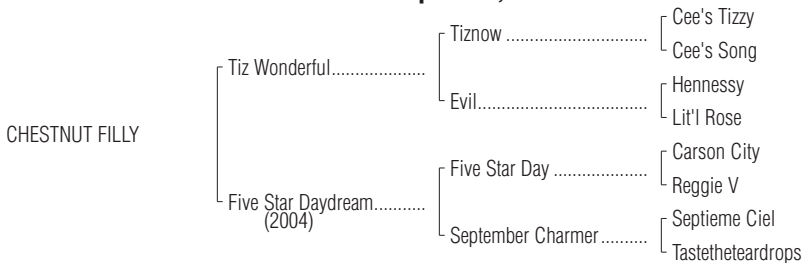 Cee's Tizzy
Tiznow ..............................
Cee's Song
Tiz Wonderful....................
Hennessy
Evil....................................
Lit'l Rose
CHESTNUT FILLY
Carson City
Five Star Day ....................
Reggie V
Five Star Daydream...........
(2004)
Septieme Ciel
September Charmer..........
Tastetheteardrops